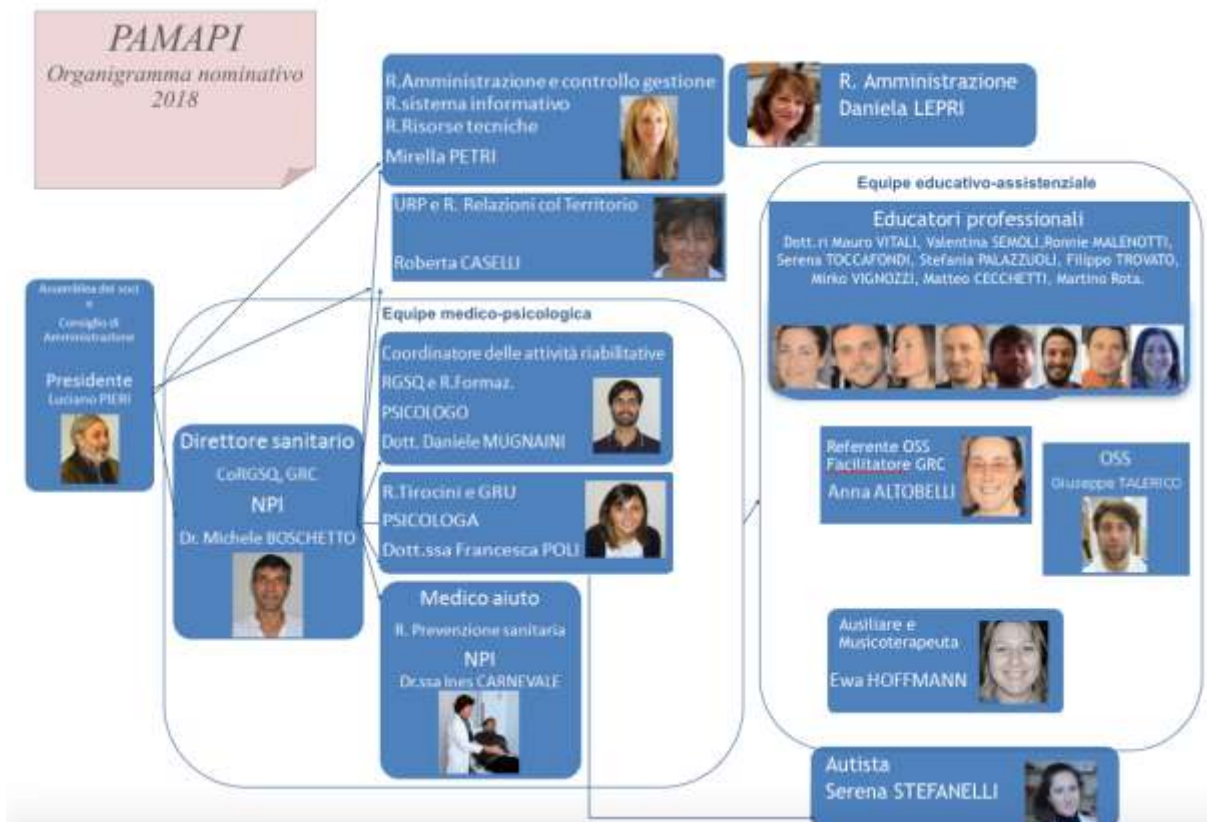 PAMAPI
Organigramma nominativo
2018
R.Amministrazione e controllo gestione
R.sistema informativo
R.Risorse tecniche
Mirella PETRI
R. Amministrazione
Daniela LEPRI
URP e R. Relazioni col Territorio
Roberta CASELLI
Assemblea dei soci
e
Consiglio di
Amministrazione
Presidente
Luciano PIERI
Equipe medico-psicologica
Direttore sanitario
CoRGSQ, GRC
NPI
Dr. Michele BOSCHETTO
Coordinatore delle attività riabilitative
RGSQ e R.Formaz.
PSICOLOGO
Dott. Daniele MUGNAINI
R.Tirocini e GRU
PSICOLOGA
Dott.ssa Francesca POLI
Medico aiuto
R. Prevenzione sanitaria
NPI
Dr.ssa Ines CARNEVALE
Equipe educativo-assistenziale
Educatori professionali
Dott.ri Mauro VITALI, Valentina SEMOLI,Ronnie MALENOTTI,
Serena TOCCAFONDI, Stefania PALAZZUOLI, Filippo TROVATO,
Mirko VIGNOZZI, Matteo CECCHETTI, Martino Rota.
Referente OSS
Facilitatore GRC
Anna ALTOBELLI
OSS
Giuseppe TALERICO
Ausiliare e
Musicoterapeuta
Ewa HOFFMANN
Autista
Serena STEFANELLI